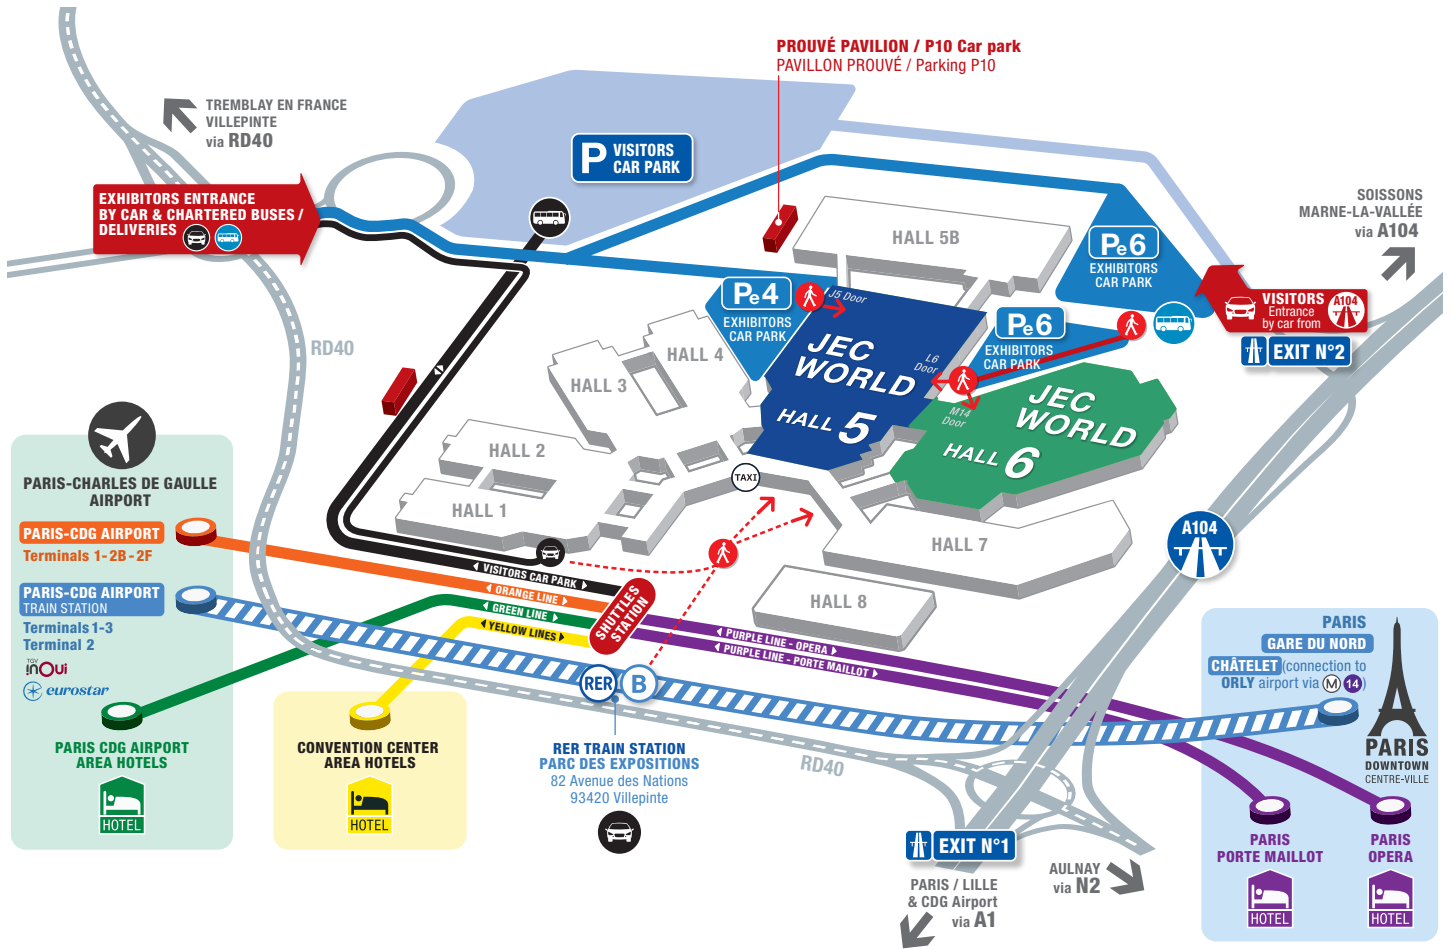 PROUVÉ PAVILION / P10 Car park
PAVILLON PROUVÉ / Parking P10
TREMBLAY EN FRANCE
VILLEPINTE
via RD40
P VISITORS
CAR PARK
EXHIBITORS ENTRANCE
BY CAR & CHARTERED BUSES /
DELIVERIES
SOISSONS
MARNE-LA-VALLÉE
via A104
HALL 5B
Pe6
EXHIBITORS
CAR PARK
Pe4
EXHIBITORS
CAR PARK
J5 Door
VISITORS
Entrance
by car from
A104
EXIT N°2
Pe6
EXHIBITORS
CAR PARK
L6
Door
M14
Door
JEC
WORLD
HALL 5
JEC
WORLD
HALL 6
RD40
HALL 4
HALL 3
HALL 2
HALL 1
TAXI
HALL 7
HALL 8
A104
PARIS-CHARLES DE GAULLE
AIRPORT
PARIS-CDG AIRPORT
Terminals 1-2B-2F
PARIS-CDG AIRPORT
TRAIN STATION
Terminals 1-3
Terminal 2
TGV
inOui
eurostar
VISITORS CAR PARK
ORANGE LINE
GREEN LINE
YELLOW LINES
SHUTTLES
STATION
PURPLE LINE - OPERA
PURPLE LINE - PORTE MAILLOT
RER B
RER TRAIN STATION
PARC DES EXPOSITIONS
82 Avenue des Nations
93420 Villepinte
PARIS CDG AIRPORT
AREA HOTELS
HOTEL
CONVENTION CENTER
AREA HOTELS
HOTEL
RD40
PARIS
GARE DU NORD
CHÂTELET (connection to
ORLY airport via M 14)
PARIS
DOWNTOWN
CENTRE-VILLE
PARIS
PORTE MAILLOT
HOTEL
PARIS
OPERA
HOTEL
EXIT N°1
PARIS / LILLE
& CDG Airport
via A1
AULNAY
via N2